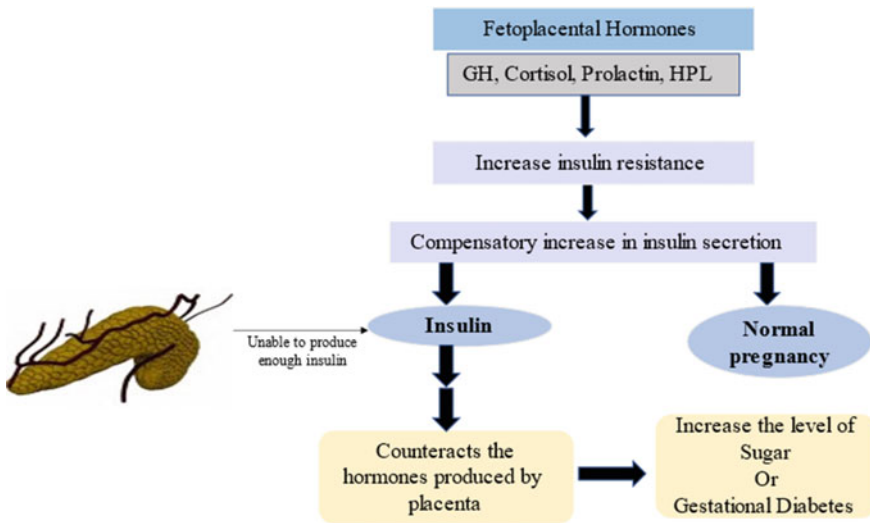 Fetoplacental Hormones
GH, Cortisol, Prolactin, HPL
Increase insulin resistance
Compensatory increase in insulin secretion
Unable to produce
enough insulin
Insulin
Normal
pregnancy
Counteracts the
hormones produced by
placenta
Increase the level of
Sugar
Or
Gestational Diabetes